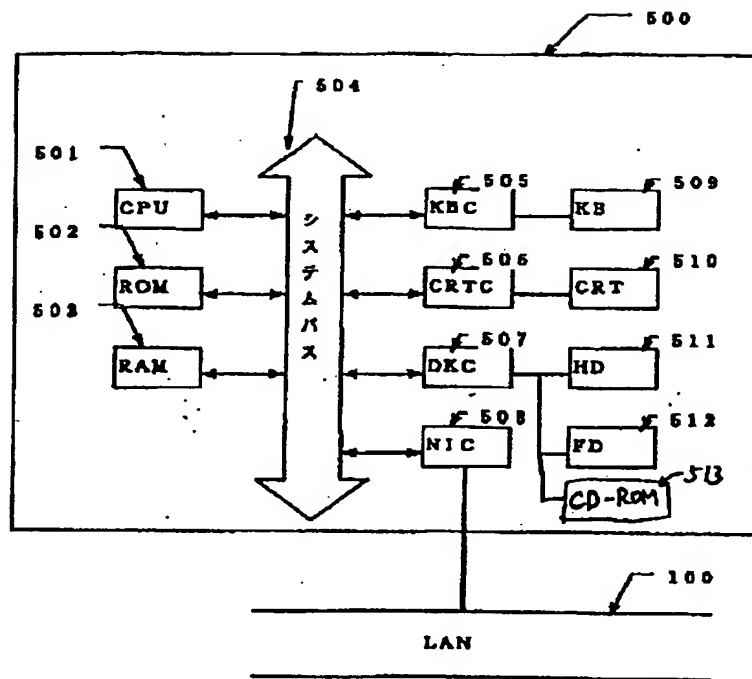 500
504
501
CPU
502
ROM
503
RAM
システムバス
505
KBC
509
KB
506
CRTC
510
CRT
507
DKC
511
HD
508
NIC
512
FD
513
CD-ROM
100
LAN